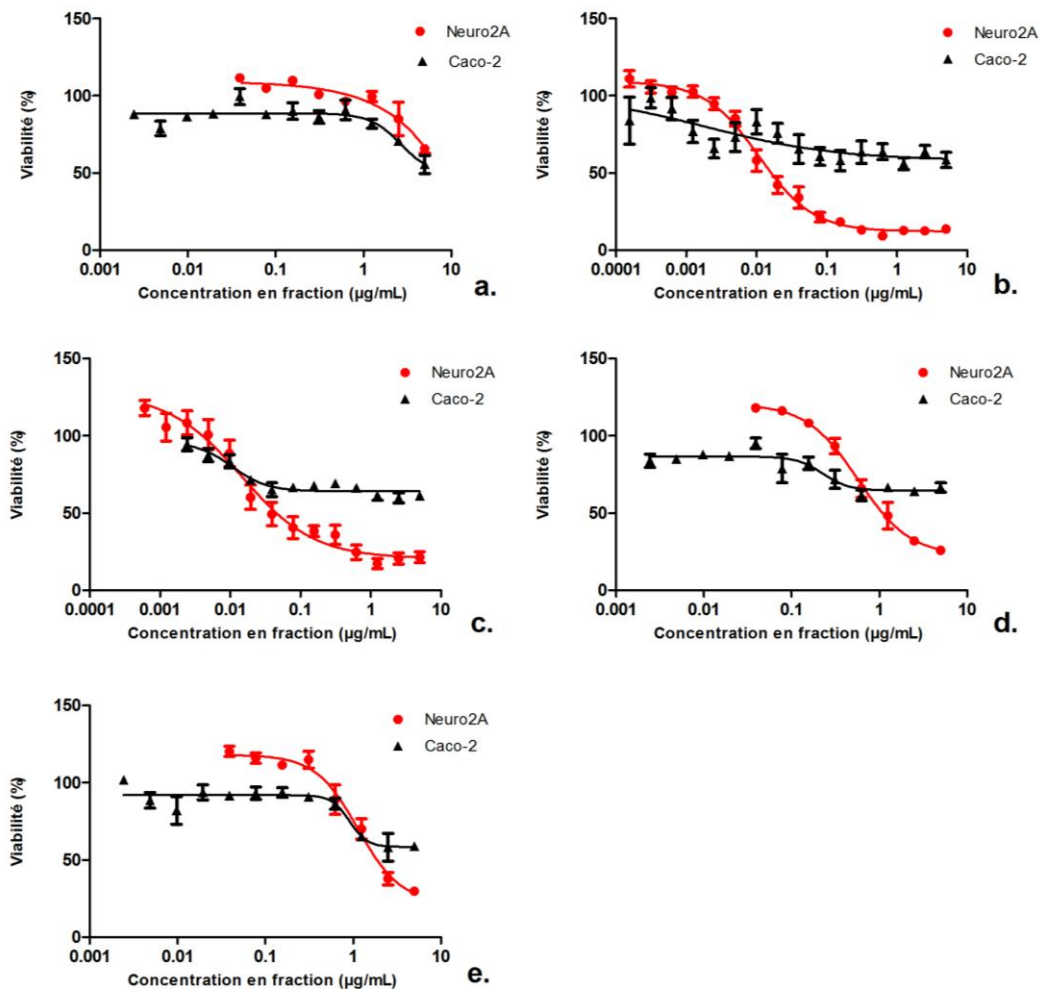 150
100
50
0
Viabilité (%)
0.001
0.01
0.1
1
10
Concentration en fraction (µg/mL)
Neuro2A
Caco-2
a.
150
100
50
0
Viabilité (%)
0.0001
0.001
0.01
0.1
1
10
Concentration en fraction (µg/mL)
Neuro2A
Caco-2
b.
150
100
50
0
Viabilité (%)
0.0001
0.001
0.01
0.1
1
10
Concentration en fraction (µg/mL)
Neuro2A
Caco-2
c.
150
100
50
0
Viabilité (%)
0.001
0.01
0.1
1
10
Concentration en fraction (µg/mL)
Neuro2A
Caco-2
d.
150
100
50
0
Viabilité (%)
0.001
0.01
0.1
1
10
Concentration en fraction (µg/mL)
Neuro2A
Caco-2
e.